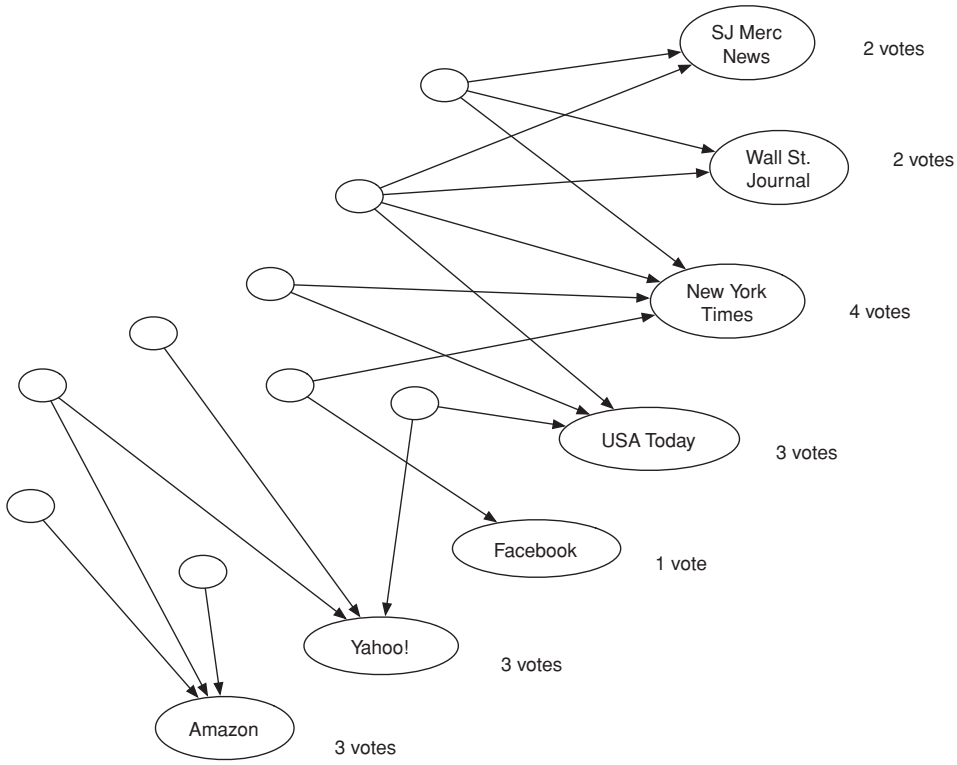 SJ Merc
News
2 votes
Wall St.
Journal
2 votes
New York
Times
4 votes
USA Today
3 votes
Facebook
1 vote
Yahoo!
3 votes
Amazon
3 votes